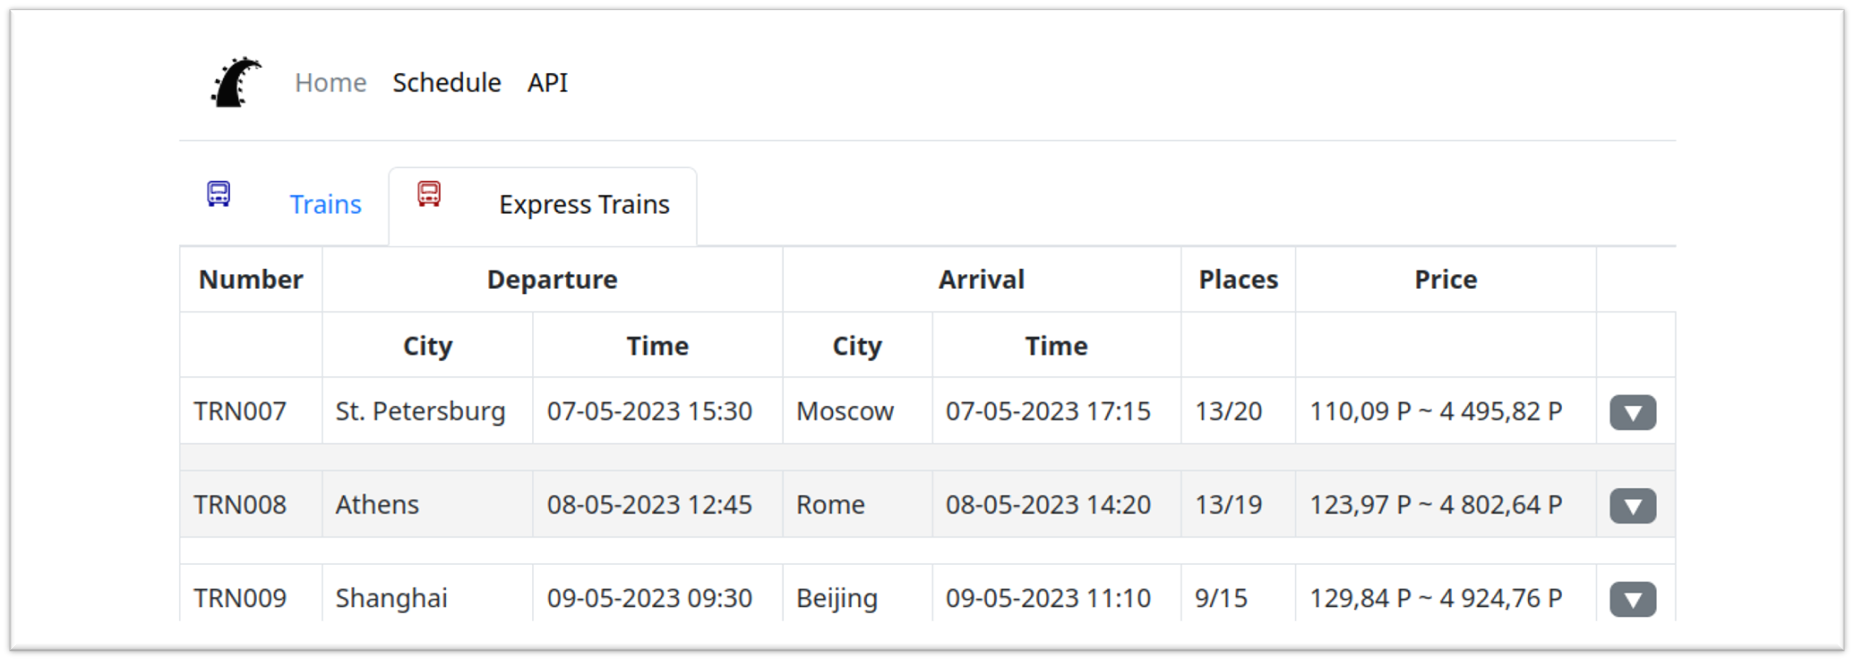 Home Schedule API
Trains Express Trains
Number Departure Arrival Places Price
City Time City Time
TRN007 St. Petersburg 07-05-2023 15:30 Moscow 07-05-2023 17:15 13/20 110,09 P ~ 4 495,82 P
TRN008 Athens 08-05-2023 12:45 Rome 08-05-2023 14:20 13/19 123,97 P ~ 4 802,64 P
TRN009 Shanghai 09-05-2023 09:30 Beijing 09-05-2023 11:10 9/15 129,84 P ~ 4 924,76 P